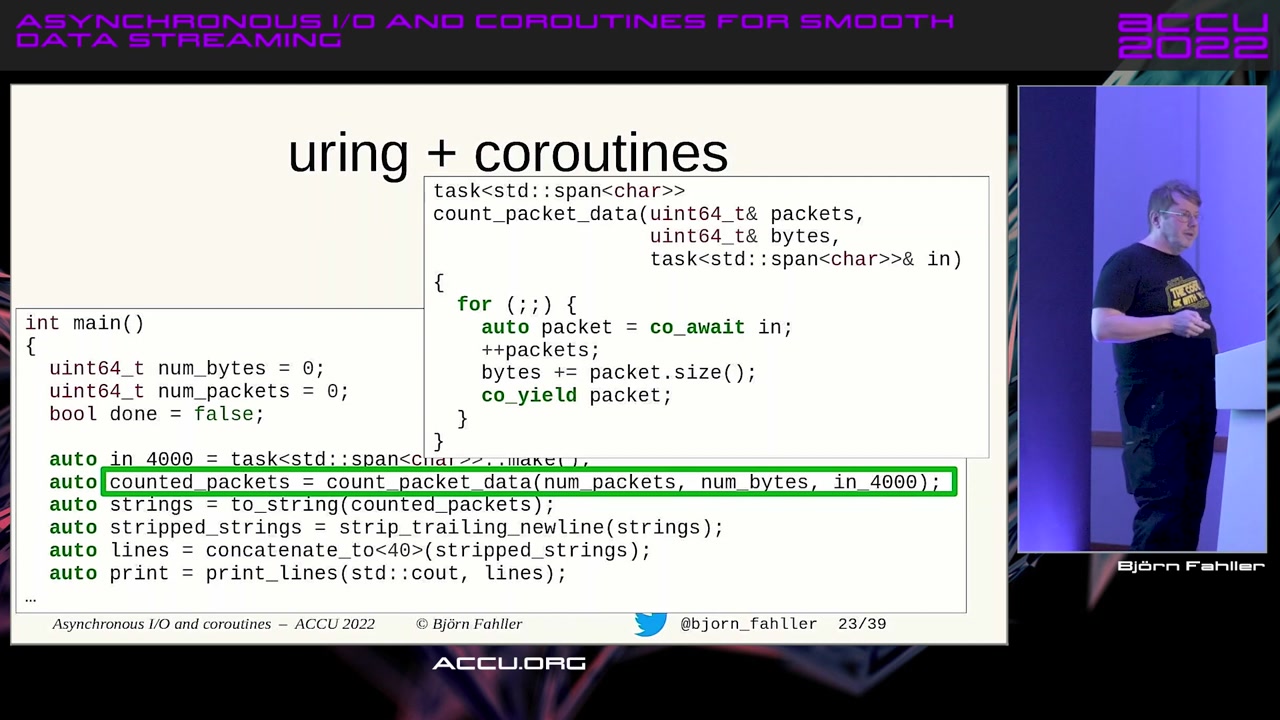 ASYNCHRONOUS I/O AND COROUTINES FOR SMOOTH
DATA STREAMING
ACCU
2022
uring + coroutines
task<std::span<char>>
count_packet_data(uint64_t& packets,
uint64_t& bytes,
task<std::span<char>>& in)
{
for (;;) {
auto packet = co_await in;
++packets;
bytes += packet.size();
co_yield packet;
}
}
int main()
{
uint64_t num_bytes = 0;
uint64_t num_packets = 0;
bool done = false;
auto in_4000 = task<std::span<char>>::make();
auto counted_packets = count_packet_data(num_packets, num_bytes, in_4000);
auto strings = to_string(counted_packets);
auto stripped_strings = strip_trailing_newline(strings);
auto lines = concatenate_to<40>(stripped_strings);
auto print = print_lines(std::cout, lines);
…
Asynchronous I/O and coroutines – ACCU 2022 © Björn Fahller @bjorn_fahller 23/39
Björn Fahller
ACCU.ORG